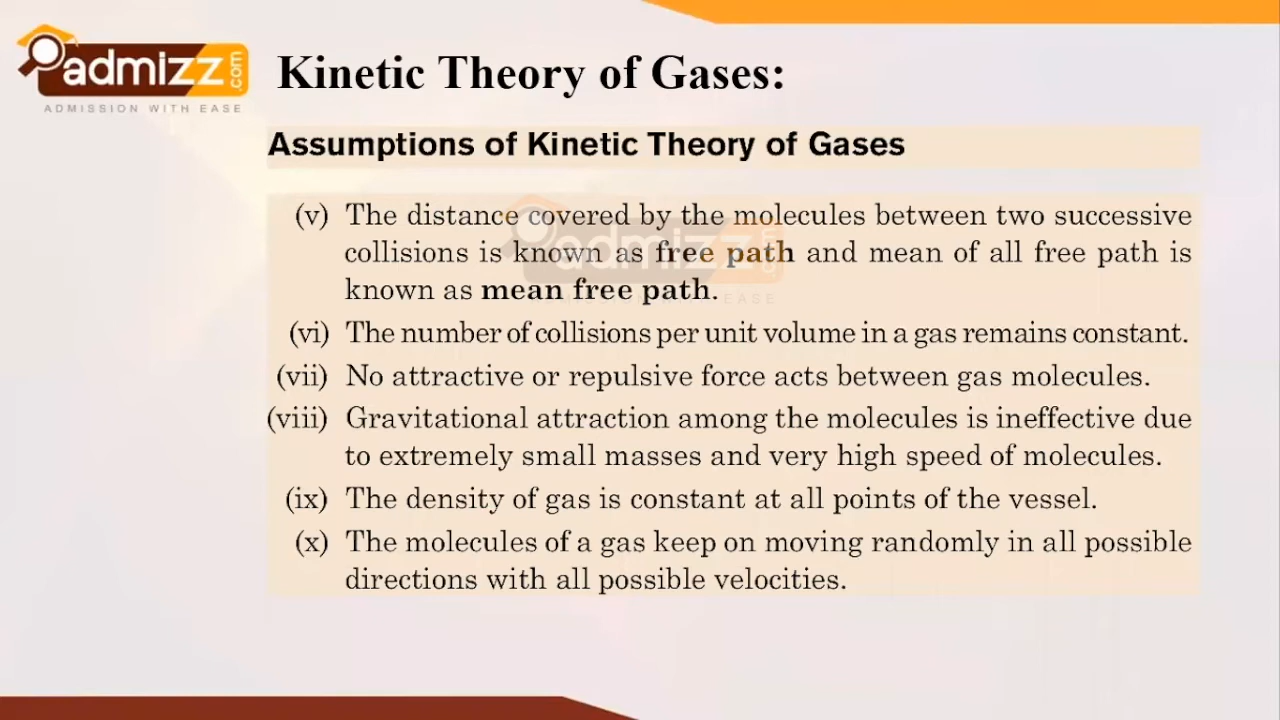 admizz.com
ADMISSION WITH EASE
Kinetic Theory of Gases:
Assumptions of Kinetic Theory of Gases
(v) The distance covered by the molecules between two successive
collisions is known as free path and mean of all free path is
known as mean free path.
(vi) The number of collisions per unit volume in a gas remains constant.
(vii) No attractive or repulsive force acts between gas molecules.
(viii) Gravitational attraction among the molecules is ineffective due
to extremely small masses and very high speed of molecules.
(ix) The density of gas is constant at all points of the vessel.
(x) The molecules of a gas keep on moving randomly in all possible
directions with all possible velocities.
admizz.com
ADMISSION WITH EASE